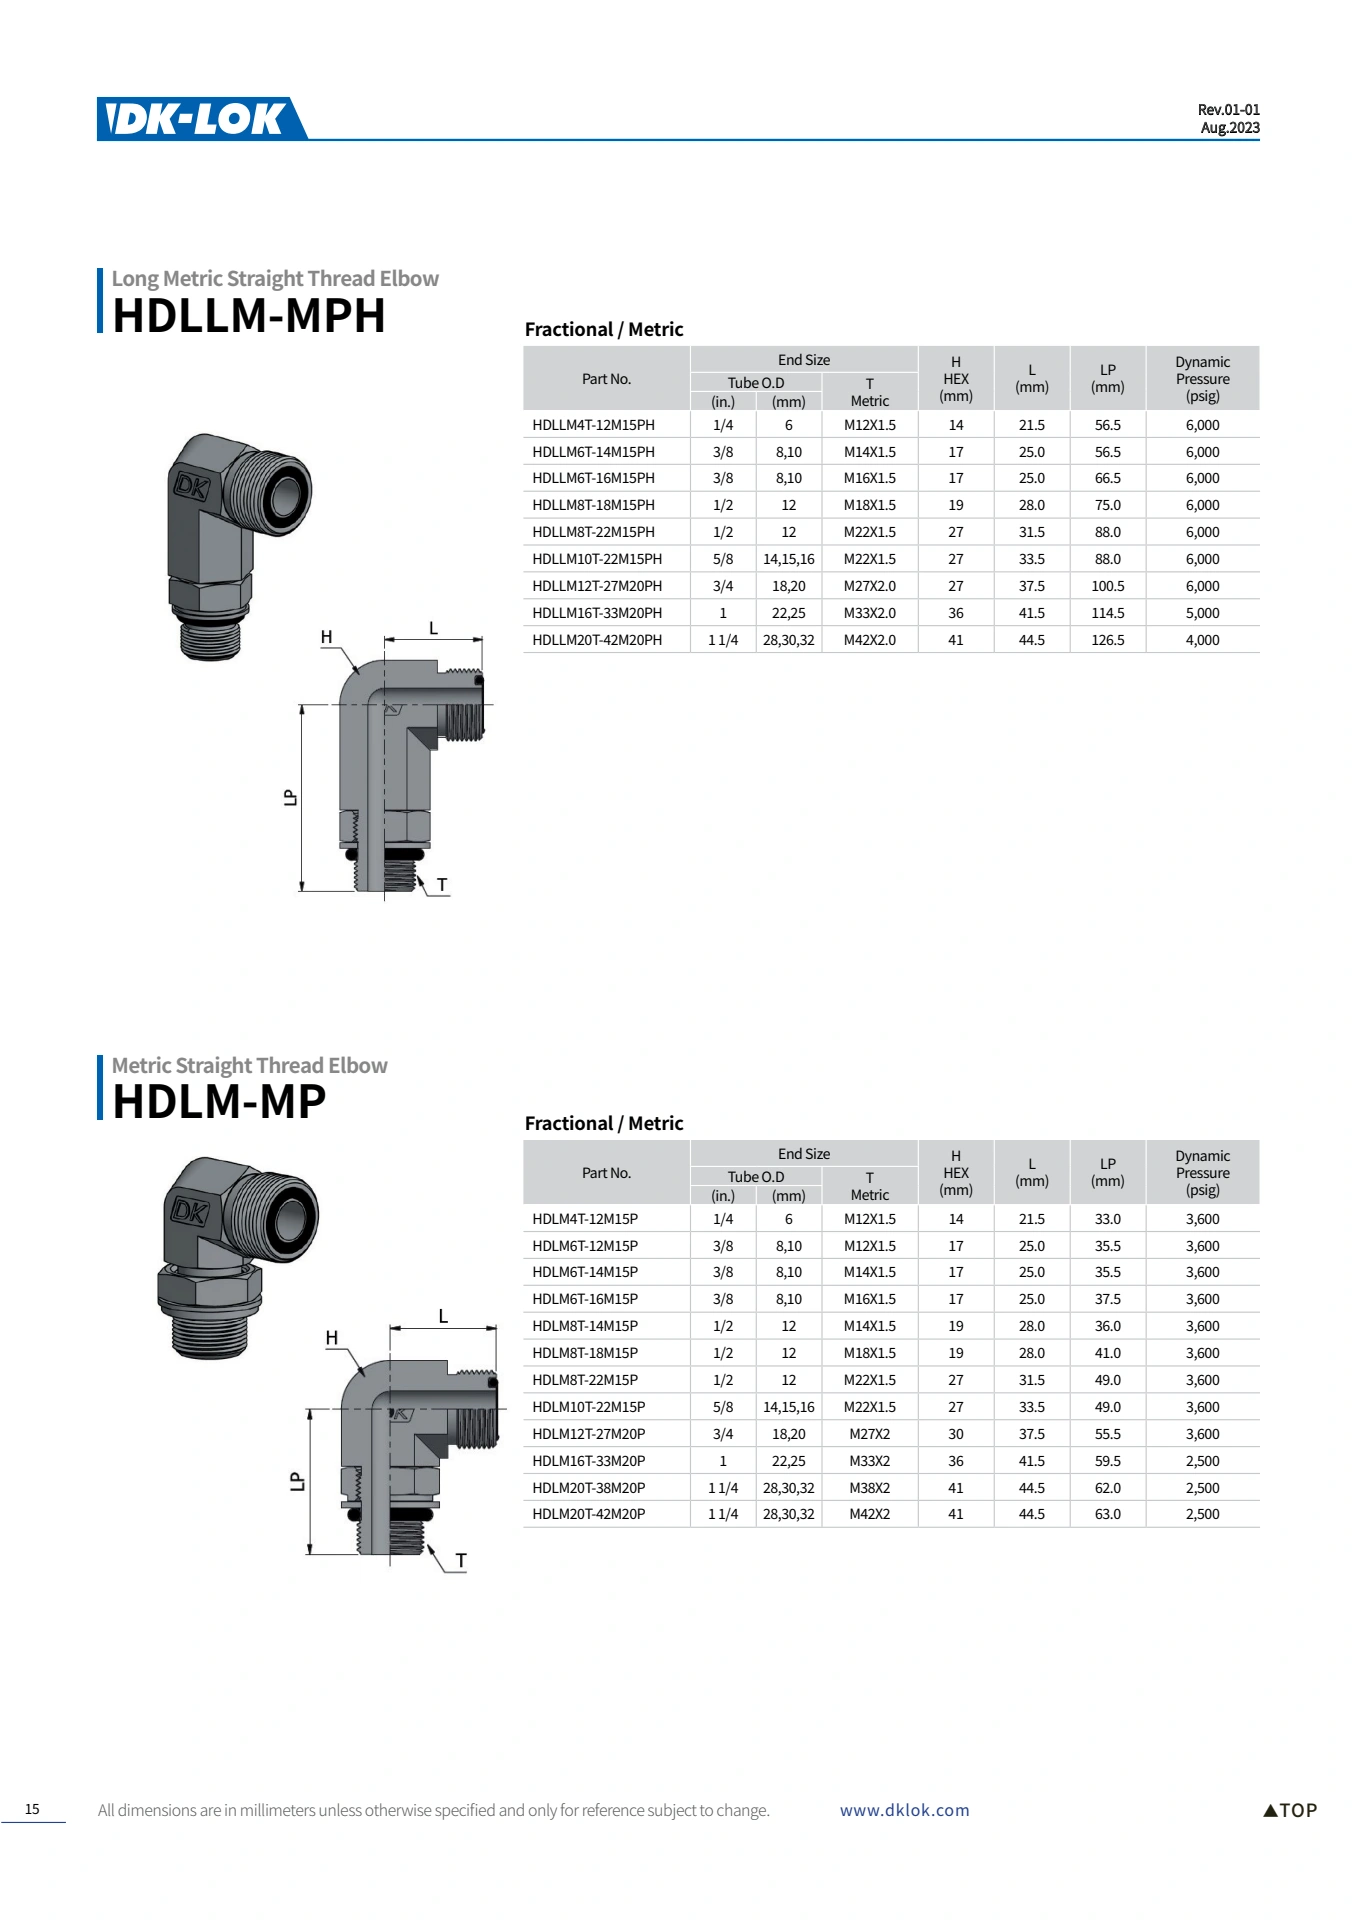 DK-LOK
Rev.01-01
Aug.2023
Long Metric Straight Thread Elbow
HDLLM-MPH
Fractional / Metric
Part No. End Size H HEX (mm) L (mm) LP (mm) Dynamic Pressure (psig)
Tube O.D T Metric
(in.) (mm)
HDLLM4T-12M15PH 1/4 6 M12X1.5 14 21.5 56.5 6,000
HDLLM6T-14M15PH 3/8 8,10 M14X1.5 17 25.0 56.5 6,000
HDLLM6T-16M15PH 3/8 8,10 M16X1.5 17 25.0 66.5 6,000
HDLLM8T-18M15PH 1/2 12 M18X1.5 19 28.0 75.0 6,000
HDLLM8T-22M15PH 1/2 12 M22X1.5 27 31.5 88.0 6,000
HDLLM10T-22M15PH 5/8 14,15,16 M22X1.5 27 33.5 88.0 6,000
HDLLM12T-27M20PH 3/4 18,20 M27X2.0 27 37.5 100.5 6,000
HDLLM16T-33M20PH 1 22,25 M33X2.0 36 41.5 114.5 5,000
HDLLM20T-42M20PH 1 1/4 28,30,32 M42X2.0 41 44.5 126.5 4,000
DK
H
L
LP
T
Metric Straight Thread Elbow
HDLM-MP
Fractional / Metric
Part No. End Size H HEX (mm) L (mm) LP (mm) Dynamic Pressure (psig)
Tube O.D T Metric
(in.) (mm)
HDLM4T-12M15P 1/4 6 M12X1.5 14 21.5 33.0 3,600
HDLM6T-12M15P 3/8 8,10 M12X1.5 17 25.0 35.5 3,600
HDLM6T-14M15P 3/8 8,10 M14X1.5 17 25.0 35.5 3,600
HDLM6T-16M15P 3/8 8,10 M16X1.5 17 25.0 37.5 3,600
HDLM8T-14M15P 1/2 12 M14X1.5 19 28.0 36.0 3,600
HDLM8T-18M15P 1/2 12 M18X1.5 19 28.0 41.0 3,600
HDLM8T-22M15P 1/2 12 M22X1.5 27 31.5 49.0 3,600
HDLM10T-22M15P 5/8 14,15,16 M22X1.5 27 33.5 49.0 3,600
HDLM12T-27M20P 3/4 18,20 M27X2 30 37.5 55.5 3,600
HDLM16T-33M20P 1 22,25 M33X2 36 41.5 59.5 2,500
HDLM20T-38M20P 1 1/4 28,30,32 M38X2 41 44.5 62.0 2,500
HDLM20T-42M20P 1 1/4 28,30,32 M42X2 41 44.5 63.0 2,500
DK
H
L
K
LP
T
15
All dimensions are in millimeters unless otherwise specified and only for reference subject to change.
www.dklok.com
▲TOP